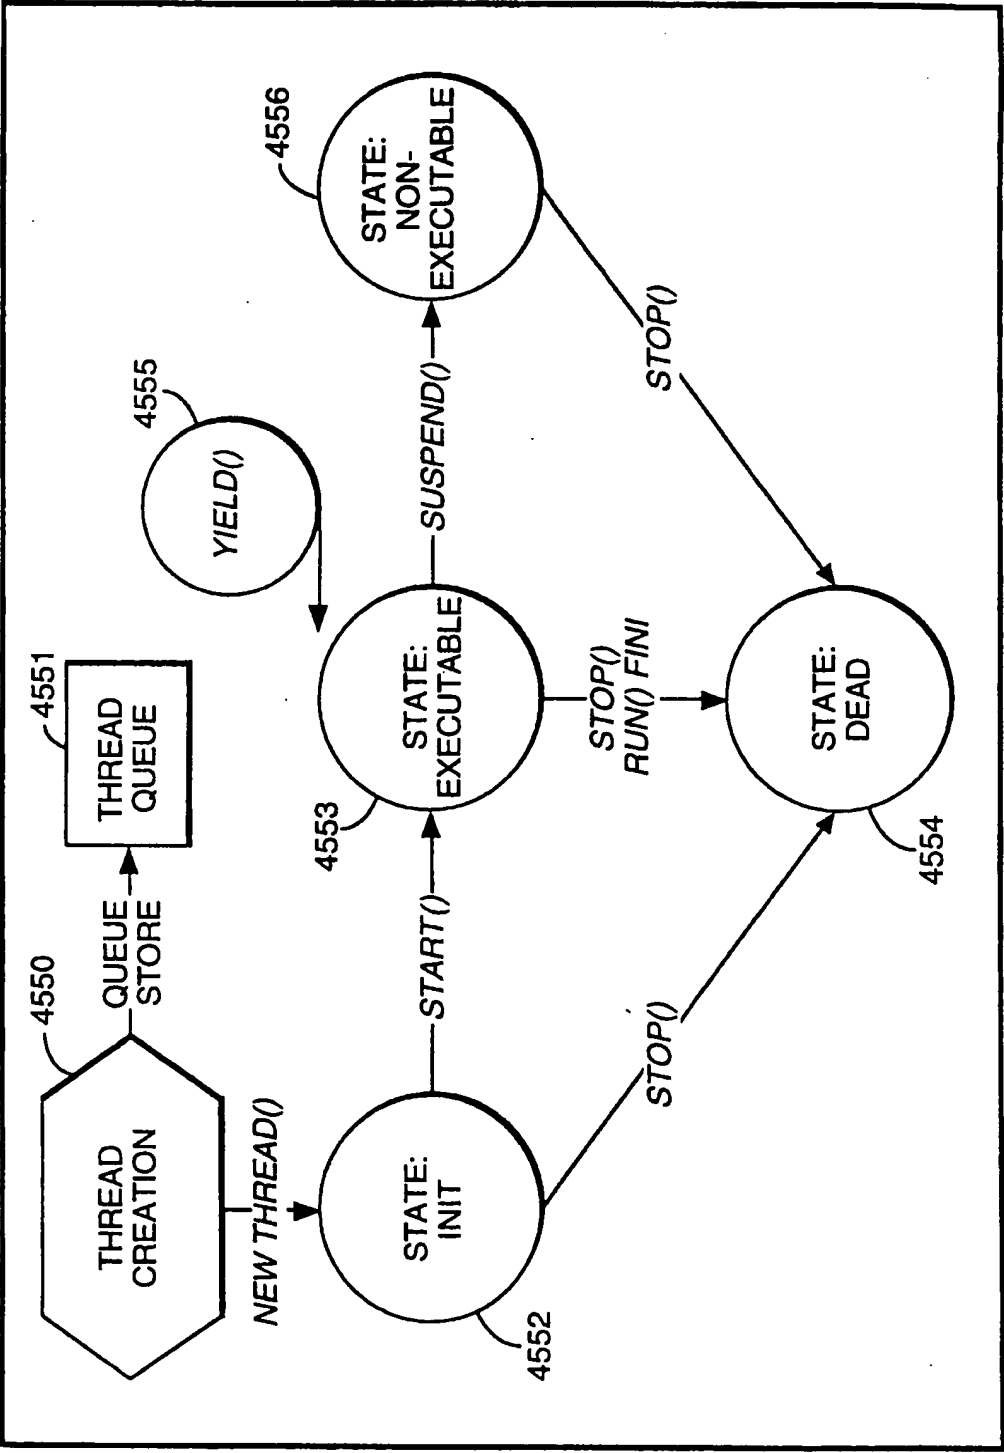 4550
THREAD
CREATION
QUEUE
STORE
4551
THREAD
QUEUE
NEW THREAD()
4555
YIELD()
4556
STATE:
INIT
4552
START()
4553
STATE:
EXECUTABLE
SUSPEND()
STATE:
NON-
EXECUTABLE
STOP()
STOP()
RUN() FINI
STOP()
STATE:
DEAD
4554